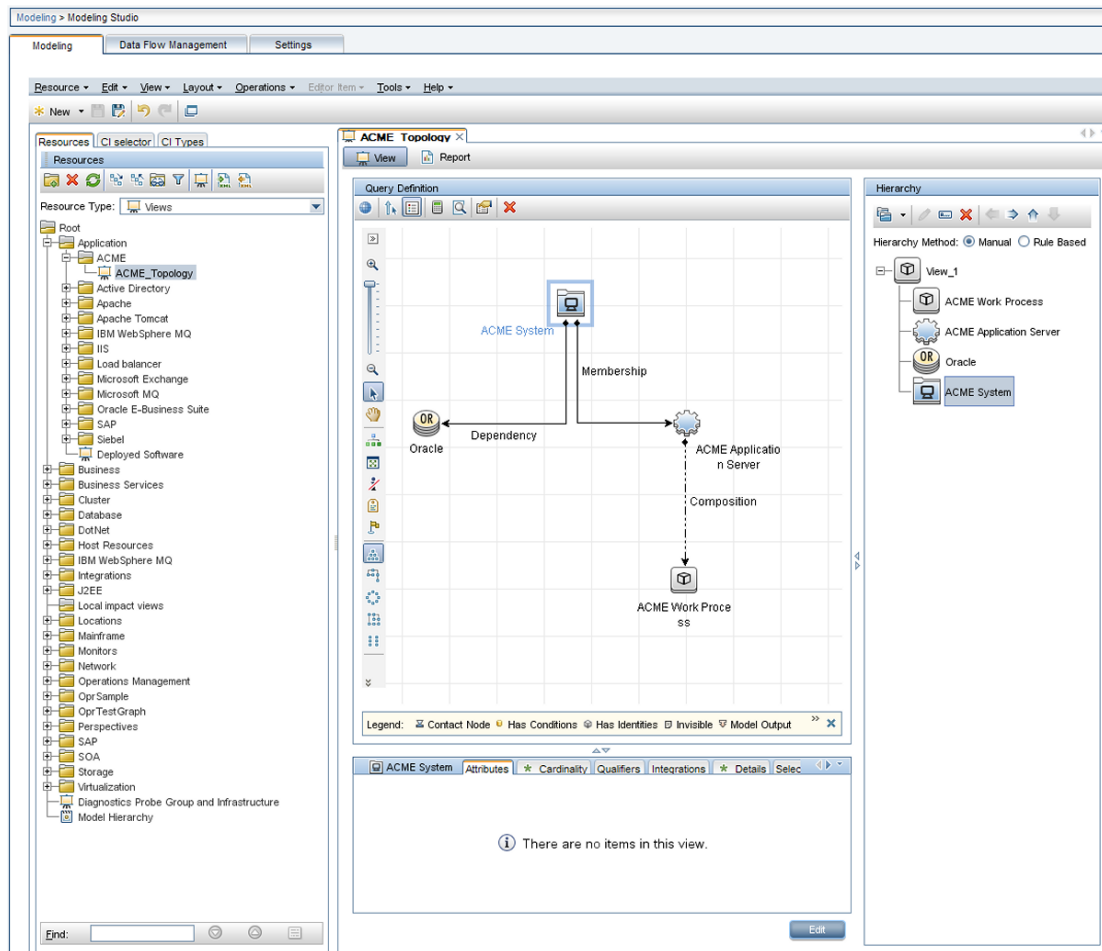 Modeling > Modeling Studio
Modeling Data Flow Management Settings
Resource Edit View Layout Operations Editor Item Tools Help
New
Resources CI selector CI Types
Resources
Resource Type: Views
Root
Application
ACME
ACME_Topology
Active Directory
Apache
Apache Tomcat
IBM WebSphere MQ
IIS
Load balancer
Microsoft Exchange
Microsoft MQ
Oracle E-Business Suite
SAP
Siebel
Deployed Software
Business
Business Services
Cluster
Database
DotNet
Host Resources
IBM WebSphere MQ
Integrations
J2EE
Local impact views
Locations
Mainframe
Monitors
Network
Operations Management
OprSample
OprTestGraph
Perspectives
SAP
SOA
Storage
Virtualization
Diagnostics Probe Group and Infrastructure
Model Hierarchy
Find:
ACME_Topology
View Report
Query Definition
ACME System
Membership
OR
Oracle
Dependency
ACME Applicatio
n Server
Composition
ACME Work Proce
ss
Legend: Contact Node Has Conditions Has Identities Invisible Model Output
ACME System Attributes Cardinality Qualifiers Integrations Details Selec
There are no items in this view.
Edit
Hierarchy
Hierarchy Method: Manual Rule Based
View_1
ACME Work Process
ACME Application Server
OR Oracle
ACME System